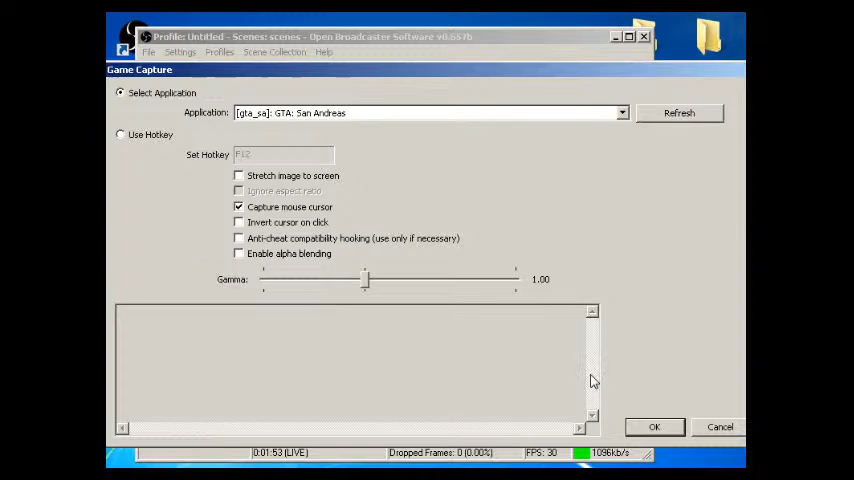 Profile: Untitled - Scenes: scenes - Open Broadcaster Software v0.657b
File Settings Profiles Scene Collection Help
Game Capture
Select Application
Application: [gta_sa]: GTA: San Andreas Refresh
Use Hotkey
Set Hotkey F12
Stretch image to screen
Ignore aspect ratio
Capture mouse cursor
Invert cursor on click
Anti-cheat compatibility hooking (use only if necessary)
Enable alpha blending
Gamma: 1.00
OK Cancel
0:01:53 (LIVE) Dropped Frames: 0 (0.00%) FPS: 30 1096kb/s